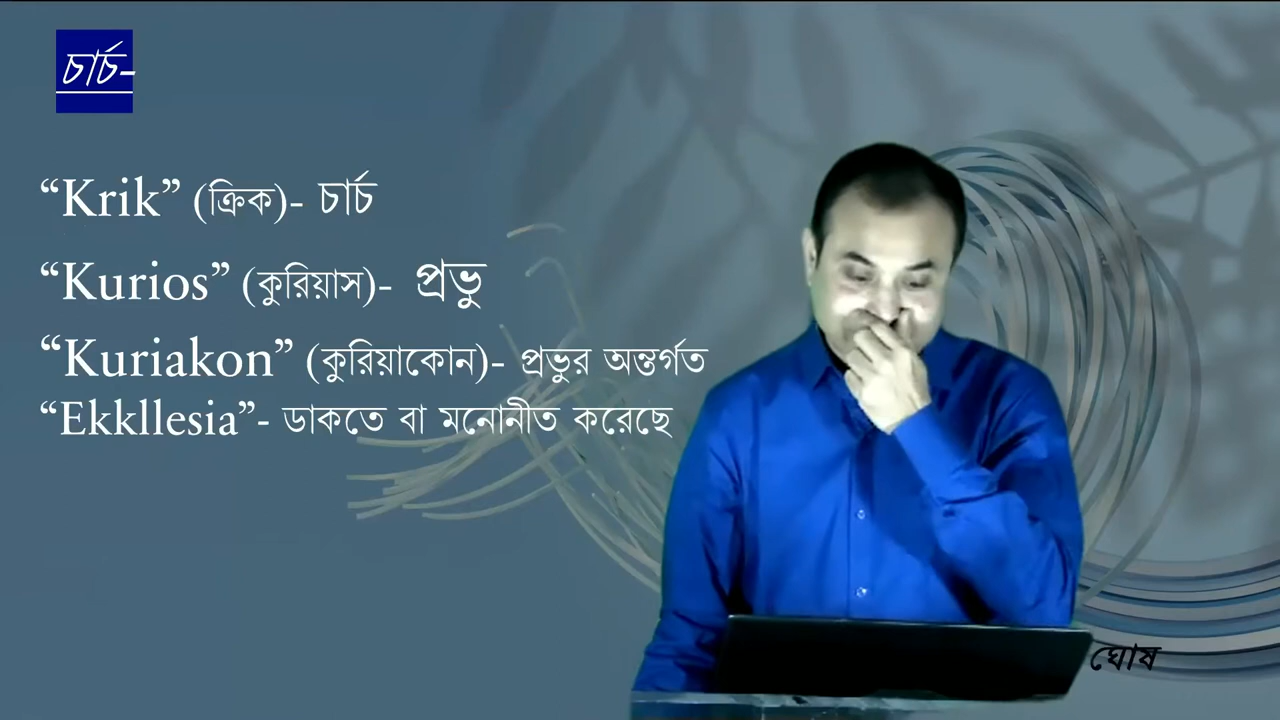 চার্চ-
“Krik” (ক্রিক)- চার্চ
“Kurios” (কুরিয়াস)- প্রভু
“Kuriakon” (কুরিয়াকোন)- প্রভুর অন্তর্গত
“Ekkllesia”- ডাকতে বা মনোনীত করেছে
ঘোষ